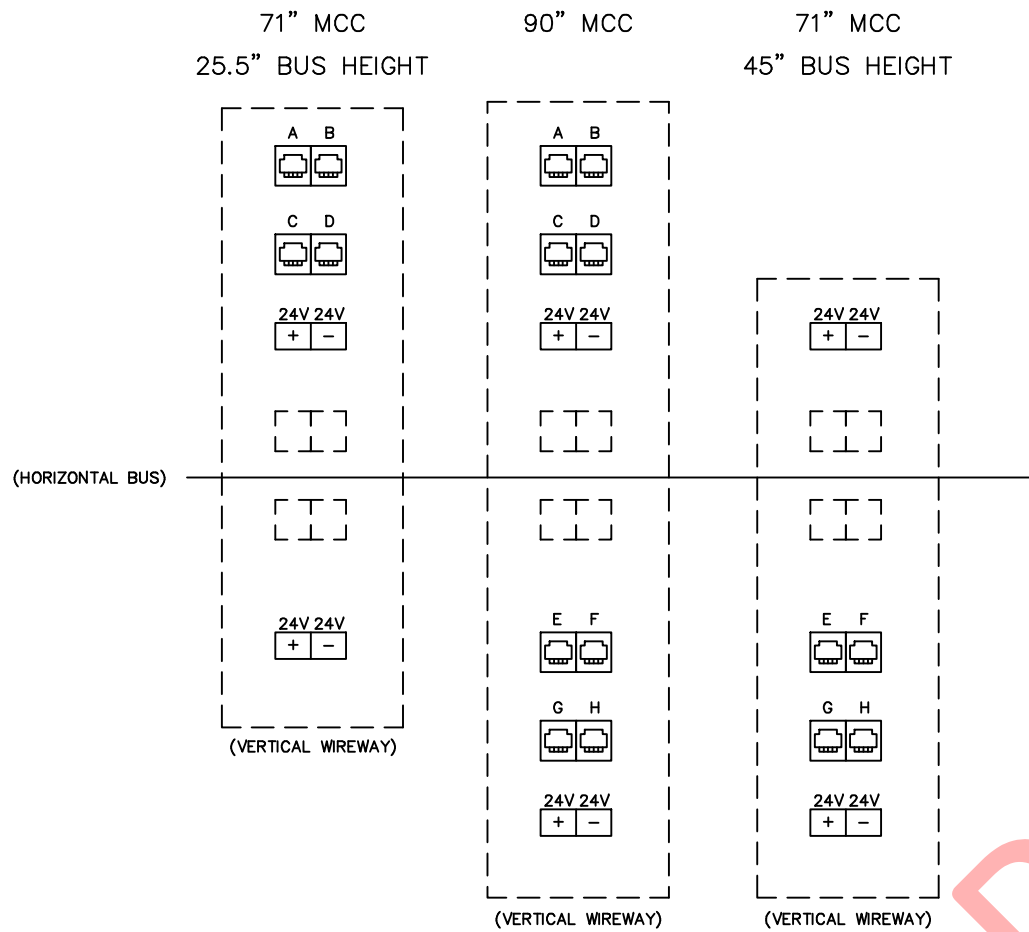 71” MCC
25.5” BUS HEIGHT
90” MCC
71” MCC
45” BUS HEIGHT
A B
A B
C D
C D
24V 24V
+ −
24V 24V
+ −
24V 24V
+ −
(HORIZONTAL BUS)
24V 24V
+ −
E F
E F
G H
G H
(VERTICAL WIREWAY)
24V 24V
+ −
24V 24V
+ −
(VERTICAL WIREWAY)
(VERTICAL WIREWAY)